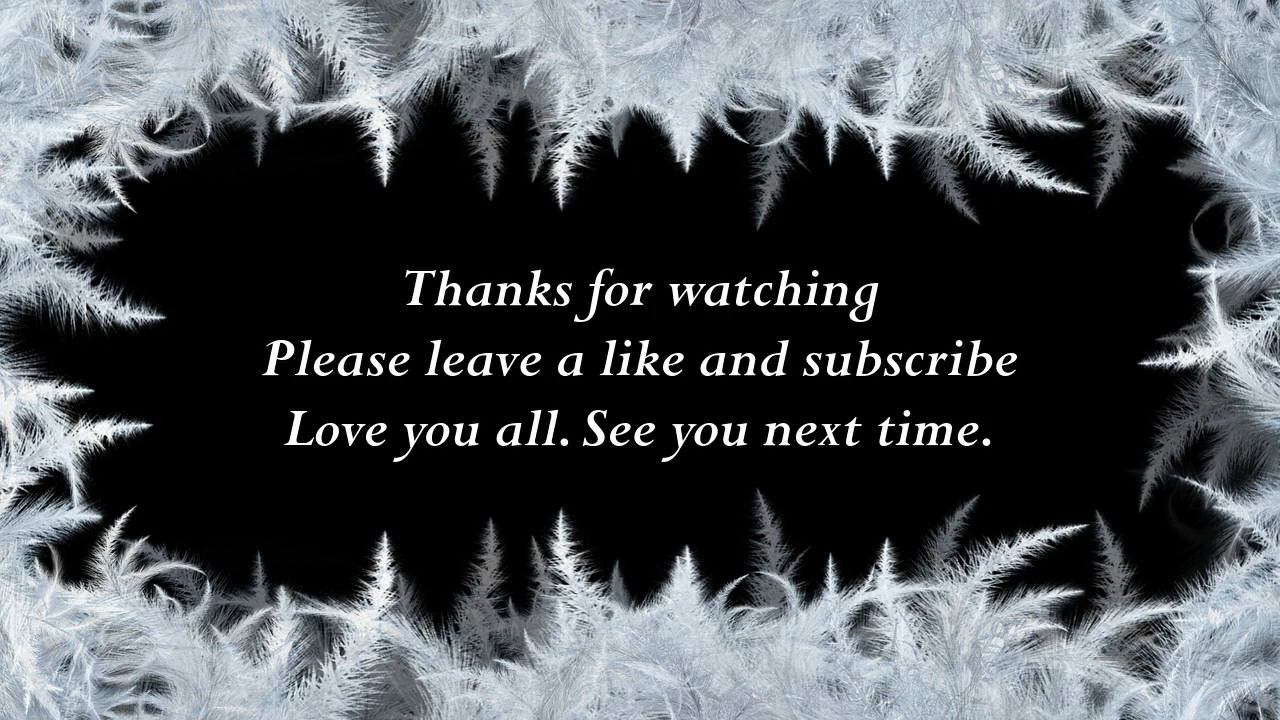 Thanks for watching
Please leave a like and subscribe
Love you all. See you next time.